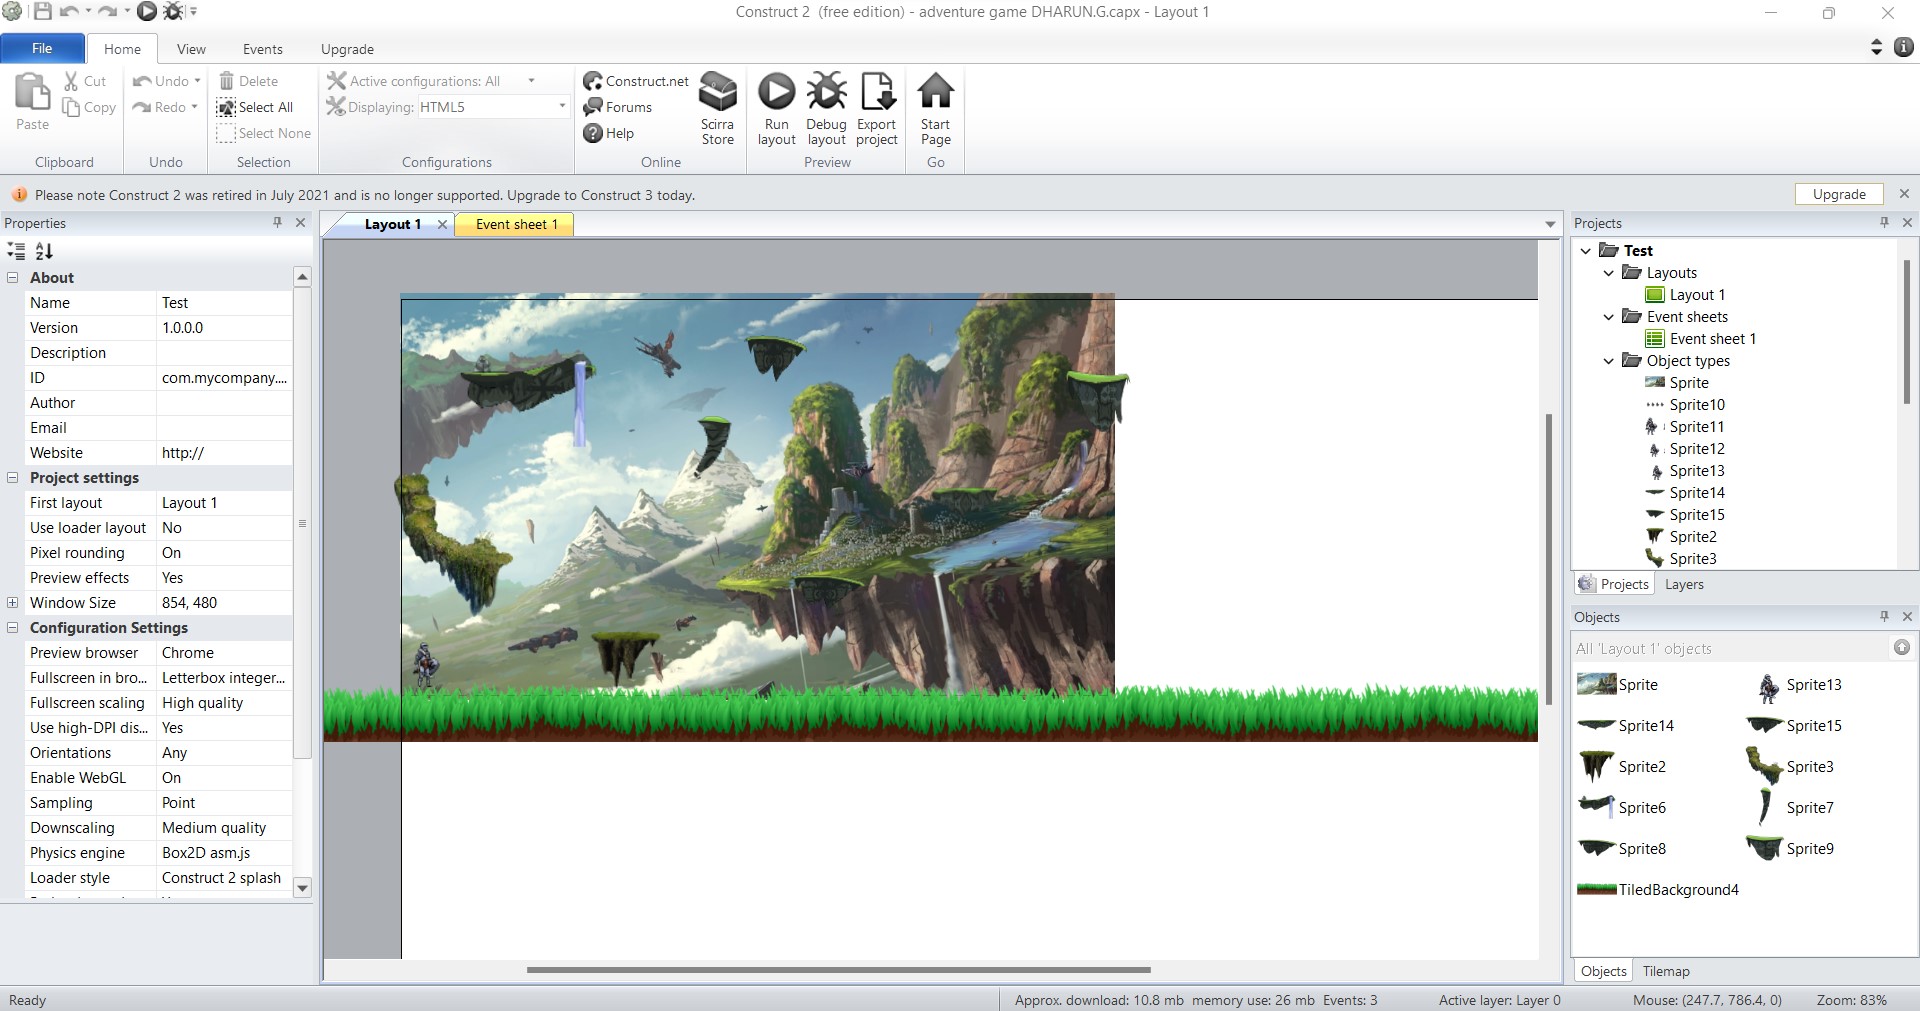 Construct 2  (free edition) - adventure game DHARUN.G.capx - Layout 1
File Home View Events Upgrade
Paste Cut Copy Clipboard
Undo Redo Undo
Delete Select All Select None Selection
Active configurations: All
Displaying: HTML5
Configurations
Construct.net Forums Help Scirra Store Online
Run layout Debug layout Export project Preview
Start Page Go
Please note Construct 2 was retired in July 2021 and is no longer supported. Upgrade to Construct 3 today.
Upgrade
Properties
About
Name Test
Version 1.0.0.0
Description
ID com.mycompany....
Author
Email
Website http://
Project settings
First layout Layout 1
Use loader layout No
Pixel rounding On
Preview effects Yes
Window Size 854, 480
Configuration Settings
Preview browser Chrome
Fullscreen in bro... Letterbox integer...
Fullscreen scaling High quality
Use high-DPI dis... Yes
Orientations Any
Enable WebGL On
Sampling Point
Downscaling Medium quality
Physics engine Box2D asm.js
Loader style Construct 2 splash
Layout 1 Event sheet 1
Projects
Test
Layouts
Layout 1
Event sheets
Event sheet 1
Object types
Sprite
Sprite10
Sprite11
Sprite12
Sprite13
Sprite14
Sprite15
Sprite2
Sprite3
Projects Layers
Objects
All 'Layout 1' objects
Sprite Sprite13
Sprite14 Sprite15
Sprite2 Sprite3
Sprite6 Sprite7
Sprite8 Sprite9
TiledBackground4
Objects Tilemap
Ready
Approx. download: 10.8 mb  memory use: 26 mb  Events: 3
Active layer: Layer 0
Mouse: (247.7, 786.4, 0)
Zoom: 83%